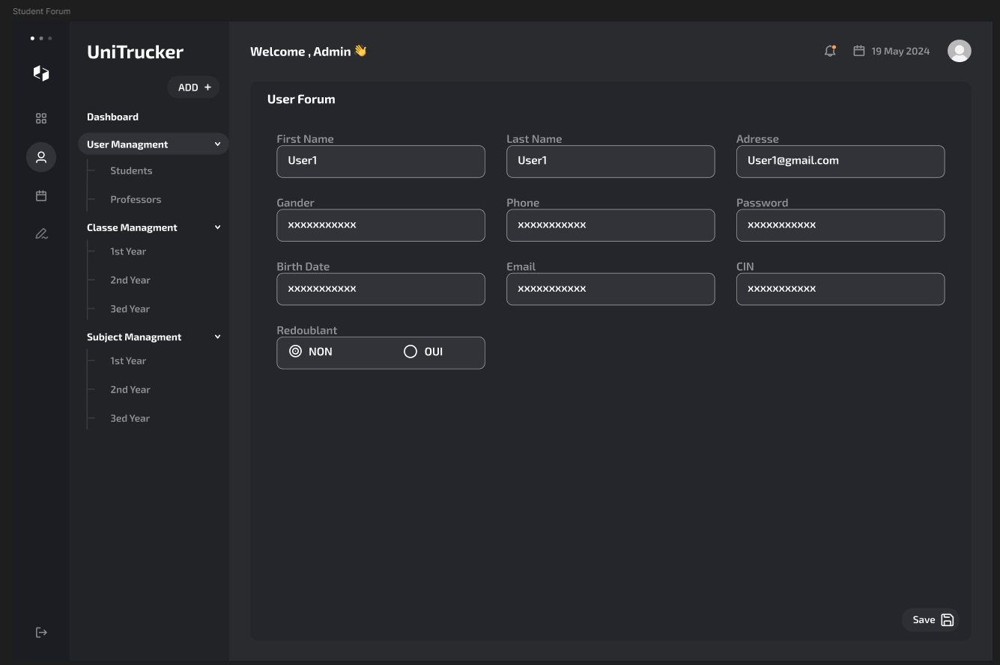 Student Forum
UniTrucker
ADD +
Dashboard
User Managment
Students
Professors
Classe Managment
1st Year
2nd Year
3ed Year
Subject Managment
1st Year
2nd Year
3ed Year
Welcome , Admin 👋
19 May 2024
User Forum
First Name
Last Name
Adresse
User1
User1
User1@gmail.com
Gander
Phone
Password
xxxxxxxxxxx
xxxxxxxxxxx
xxxxxxxxxxx
Birth Date
Email
CIN
xxxxxxxxxxx
xxxxxxxxxxx
xxxxxxxxxxx
Redoublant
NON
OUI
Save